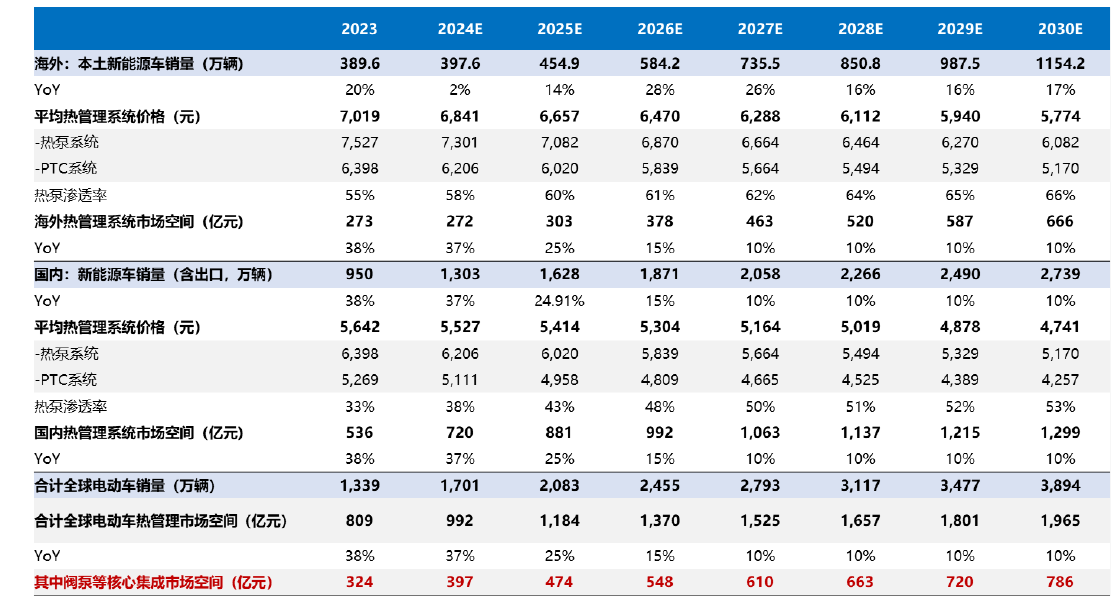 2023 2024E 2025E 2026E 2027E 2028E 2029E 2030E
海外：本土新能源车销量（万辆） 389.6 397.6 454.9 584.2 735.5 850.8 987.5 1154.2
YoY 20% 2% 14% 28% 26% 16% 16% 17%
平均热管理系统价格（元） 7,019 6,841 6,657 6,470 6,288 6,112 5,940 5,774
-热泵系统 7,527 7,301 7,082 6,870 6,664 6,464 6,270 6,082
-PTC系统 6,398 6,206 6,020 5,839 5,664 5,494 5,329 5,170
热泵渗透率 55% 58% 60% 61% 62% 64% 65% 66%
海外热管理系统市场空间（亿元） 273 272 303 378 463 520 587 666
YoY 38% 37% 25% 15% 10% 10% 10% 10%
国内：新能源车销量（含出口，万辆） 950 1,303 1,628 1,871 2,058 2,266 2,490 2,739
YoY 38% 37% 24.91% 15% 10% 10% 10% 10%
平均热管理系统价格（元） 5,642 5,527 5,414 5,304 5,164 5,019 4,878 4,741
-热泵系统 6,398 6,206 6,020 5,839 5,664 5,494 5,329 5,170
-PTC系统 5,269 5,111 4,958 4,809 4,665 4,525 4,389 4,257
热泵渗透率 33% 38% 43% 48% 50% 51% 52% 53%
国内热管理系统市场空间（亿元） 536 720 881 992 1,063 1,137 1,215 1,299
YoY 38% 37% 25% 15% 10% 10% 10% 10%
合计全球电动车销量（万辆） 1,339 1,701 2,083 2,455 2,793 3,117 3,477 3,894
合计全球电动车热管理市场空间（亿元） 809 992 1,184 1,370 1,525 1,657 1,801 1,965
YoY 38% 37% 25% 15% 10% 10% 10% 10%
其中阀泵等核心集成市场空间（亿元） 324 397 474 548 610 663 720 786